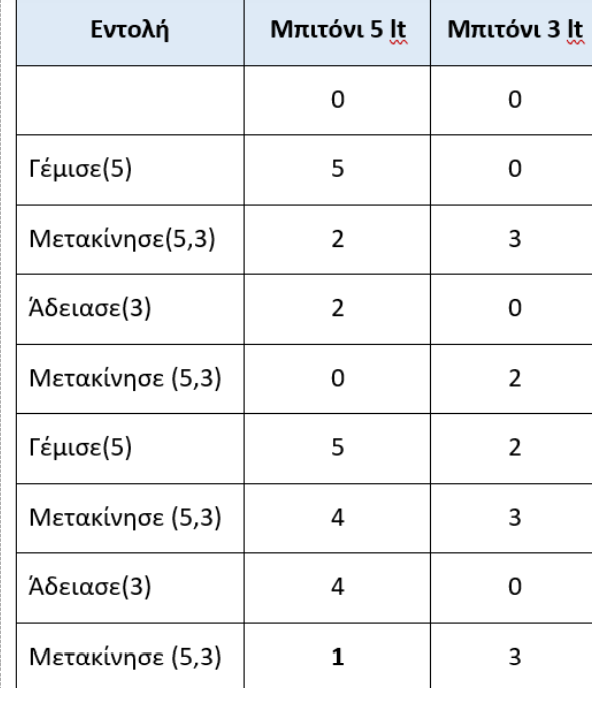 Εντολή Μπιτόνι 5 lt Μπιτόνι 3 lt
0 0
Γέμισε(5) 5 0
Μετακίνησε(5,3) 2 3
Άδειασε(3) 2 0
Μετακίνησε (5,3) 0 2
Γέμισε(5) 5 2
Μετακίνησε (5,3) 4 3
Άδειασε(3) 4 0
Μετακίνησε (5,3) 1 3